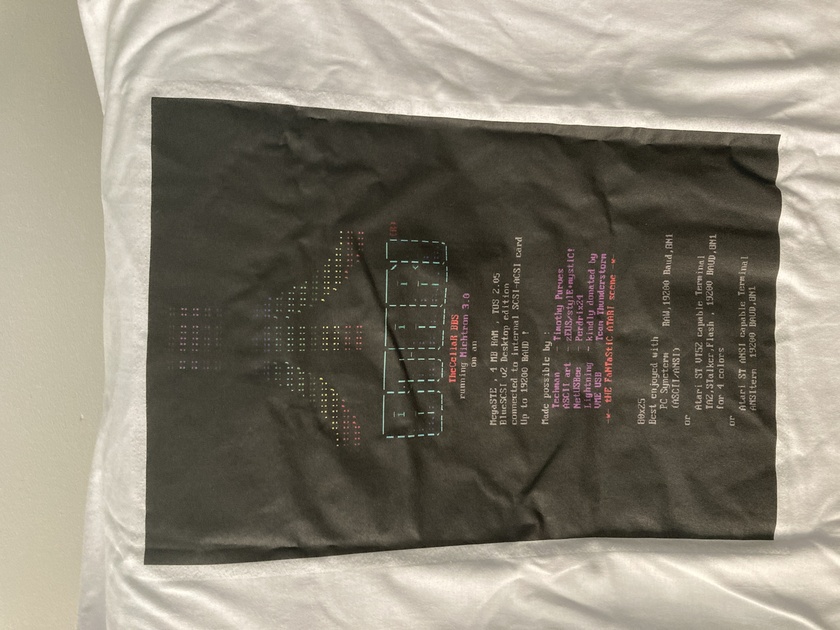 ATARI (R)
TheCellaR BBS
running Michtron 3.0
on an
MegaSTE , 4 MB RAM , TOS 2.05
BlueSCSI v2 Desktop edition
connected to internal SCSI-ACSI card
Up to 19200 BAUD !
Made possible by :
Techman - Timothy Purves
ASCII art - zEUS/stylE+mystiC!
NetUSBee - Perdrix24
Lightning - kindly donated by
VME USB Team Thunderstorm
-*- tHE FaNTaStiC ATARI scene -*-
80x25
Best enjoyed with
PC Syncterm RAW,19200 Baud,8N1
(ASCII/ANSI)
or
Atari ST VT52 capable Terminal
TAZ,STalker,Flash , 19200 BAUD,8N1
for 4 colors
or
Atari ST ANSI capable Terminal
ANSIterm 19200 BAUD,8N1